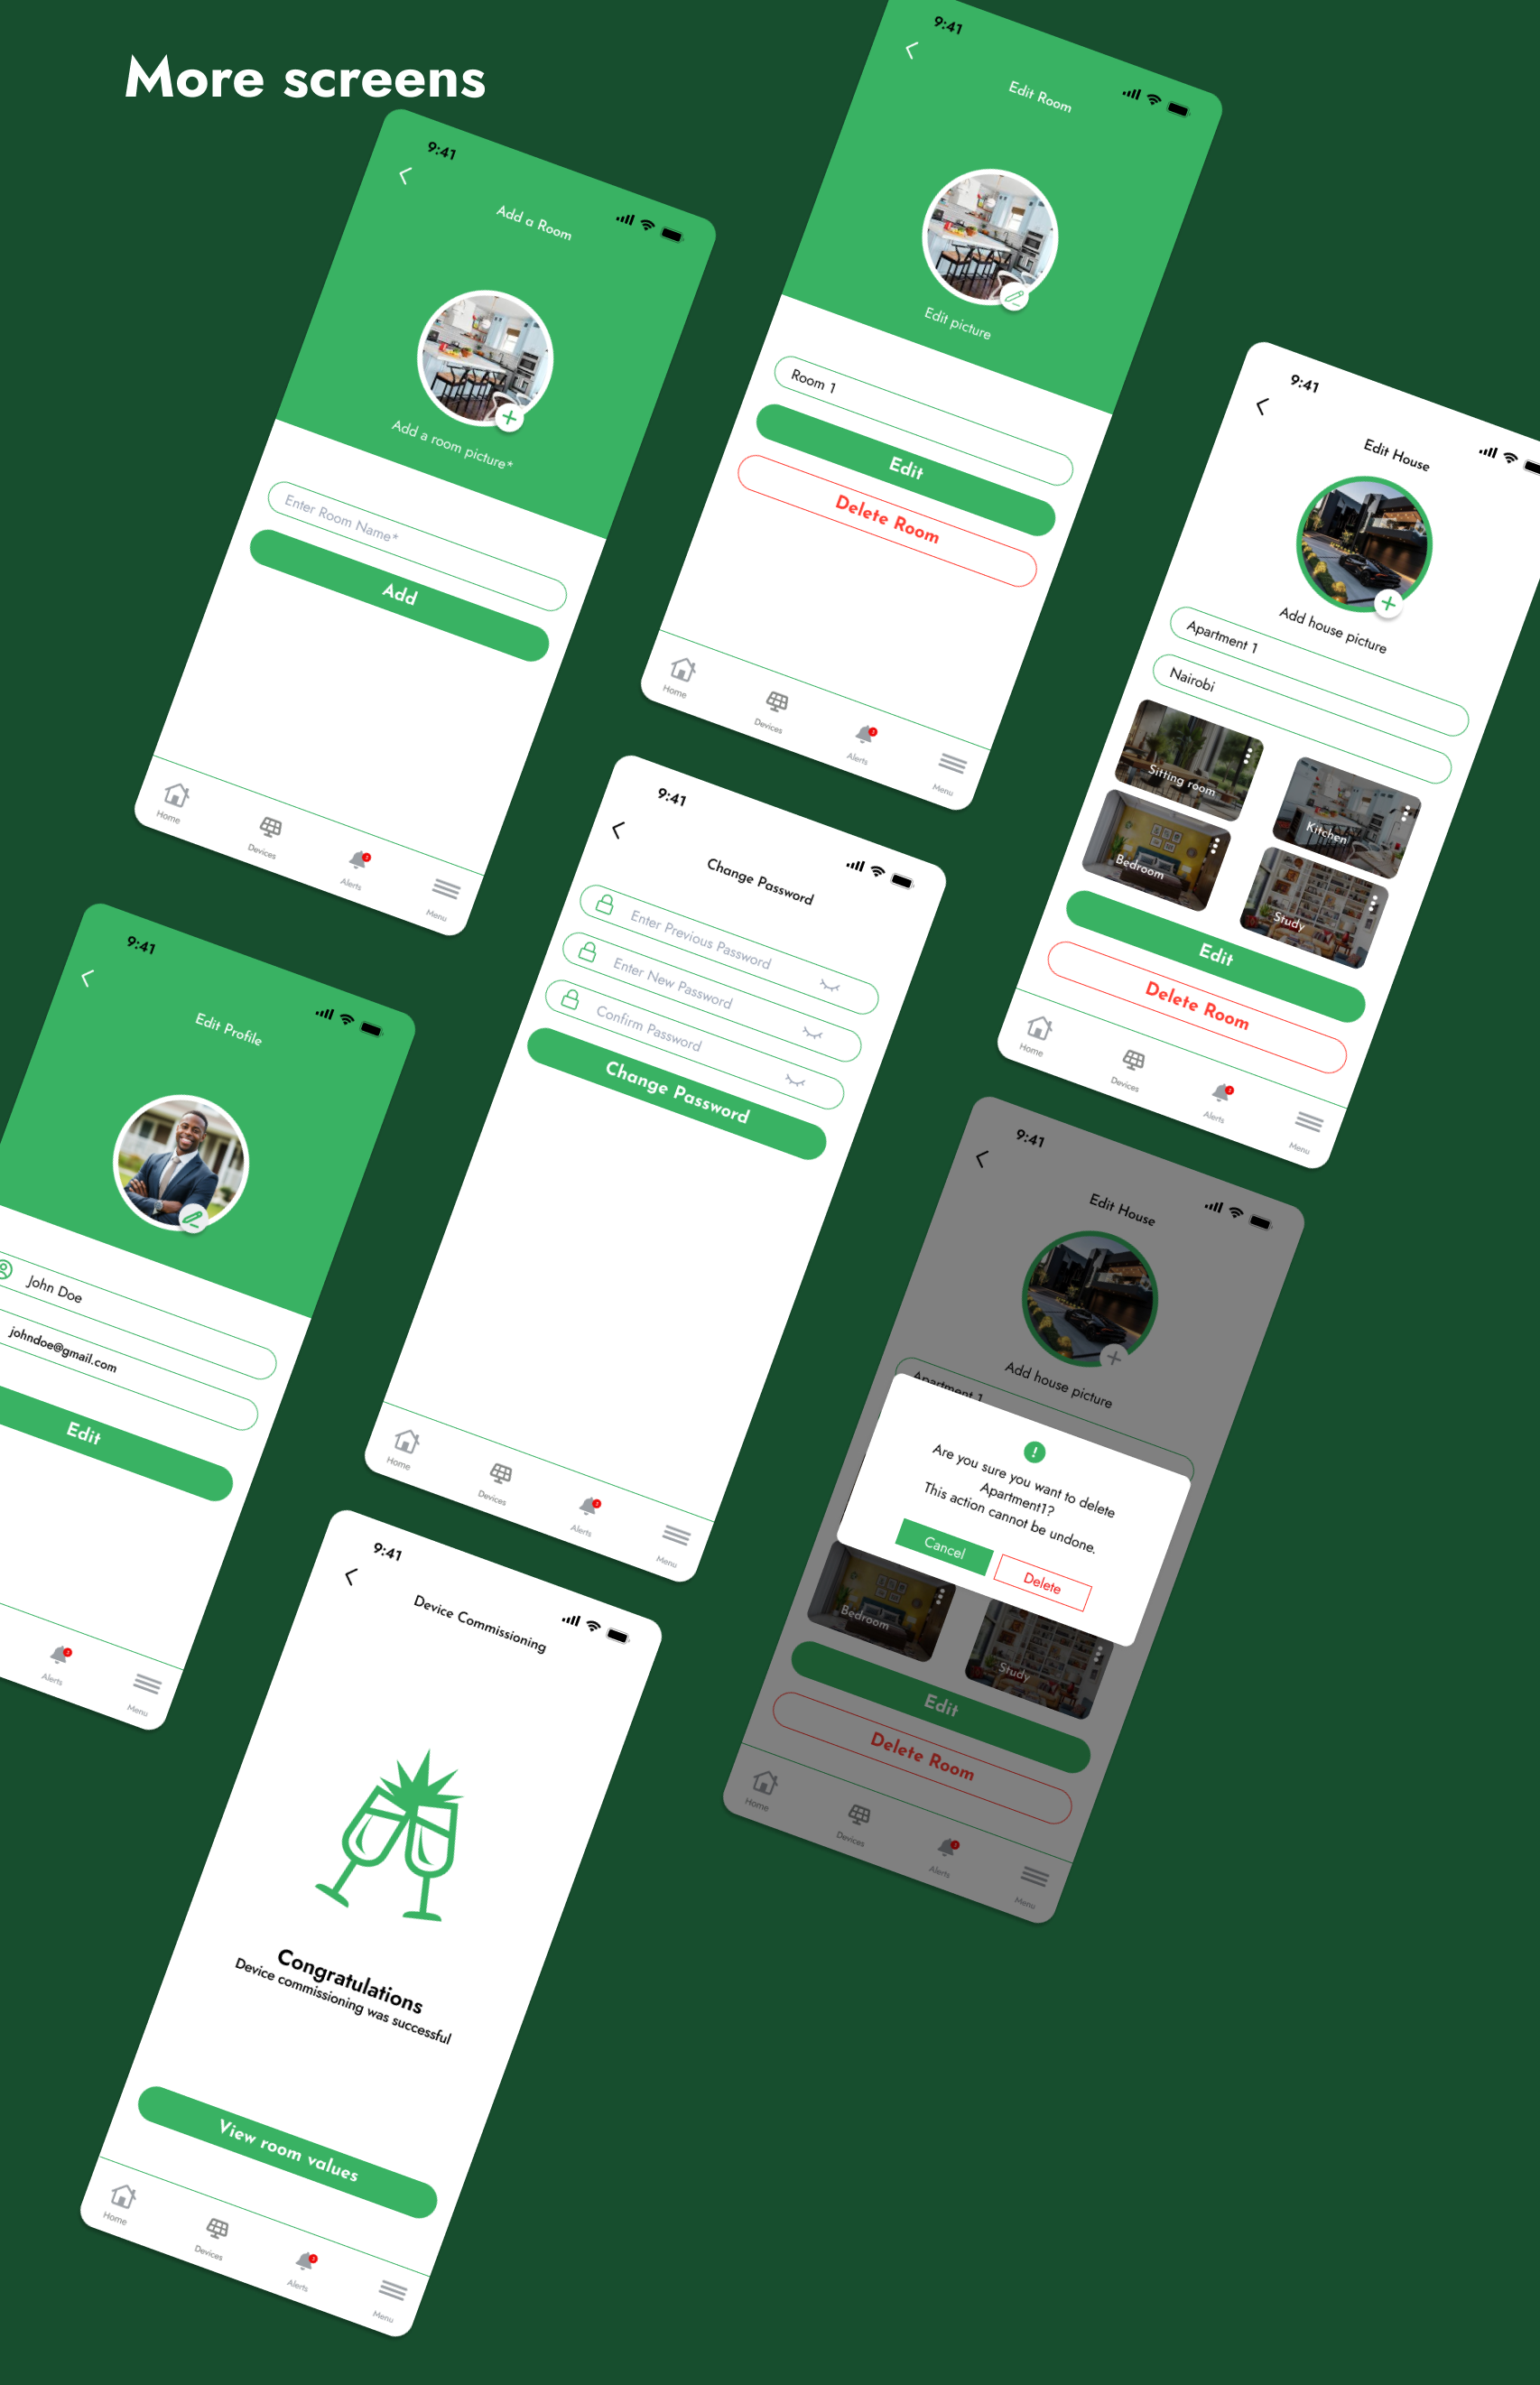 More screens
9:41
Add a Room
Add a room picture*
Enter Room Name*
Add
Home
Devices
Alerts
Menu
9:41
Edit Room
Edit picture
Room 1
Edit
Delete Room
Home
Devices
Alerts
Menu
9:41
Edit House
Add house picture
Apartment 1
Nairobi
Sitting room
Kitchen
Bedroom
Study
Edit
Delete Room
Home
Devices
Alerts
Menu
9:41
Edit Profile
John Doe
johndoe@gmail.com
Edit
Alerts
Menu
9:41
Change Password
Enter Previous Password
Enter New Password
Confirm Password
Change Password
Home
Devices
Alerts
Menu
9:41
Edit House
Add house picture
Apartment 1
Are you sure you want to delete
Apartment1?
This action cannot be undone.
Cancel
Delete
Bedroom
Study
Edit
Delete Room
Home
Devices
Alerts
Menu
9:41
Device Commissioning
Congratulations
Device commissioning was successful
View room values
Home
Devices
Alerts
Menu